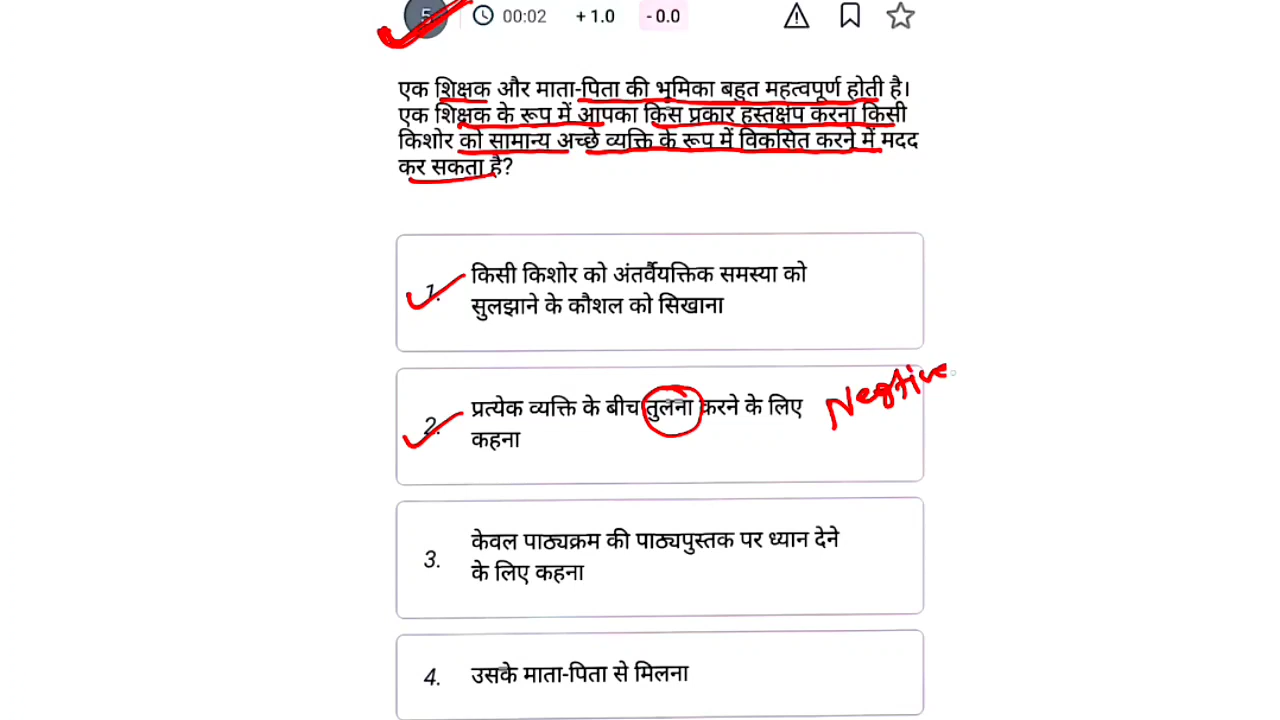 5 00:02 +1.0 -0.0
एक शिक्षक और माता-पिता की भूमिका बहुत महत्वपूर्ण होती है।
एक शिक्षक के रूप में आपका किस प्रकार हस्तक्षेप करना किसी
किशोर को सामान्य अच्छे व्यक्ति के रूप में विकसित करने में मदद
कर सकता है?
1. किसी किशोर को अंतर्वैयक्तिक समस्या को
सुलझाने के कौशल को सिखाना
2. प्रत्येक व्यक्ति के बीच तुलना करने के लिए
कहना
Negtive
3. केवल पाठ्यक्रम की पाठ्यपुस्तक पर ध्यान देने
के लिए कहना
4. उसके माता-पिता से मिलना